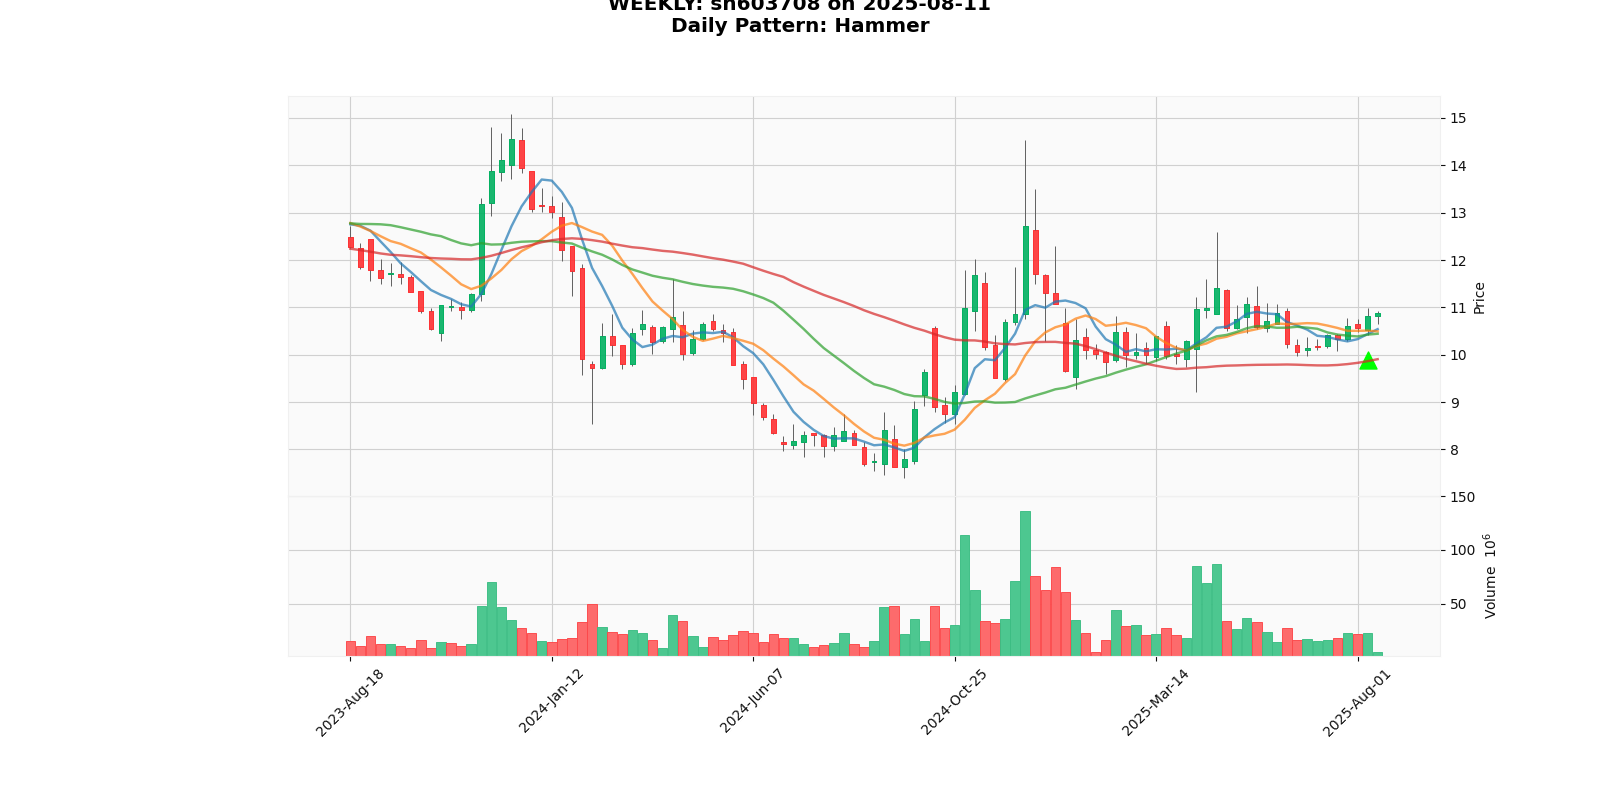 WEEKLY: sh603708 on 2025-08-11
Daily Pattern: Hammer
15
14
13
12
11
10
9
8
Price
150
100
50
Volume 10^6
2023-Aug-18
2024-Jan-12
2024-Jun-07
2024-Oct-25
2025-Mar-14
2025-Aug-01